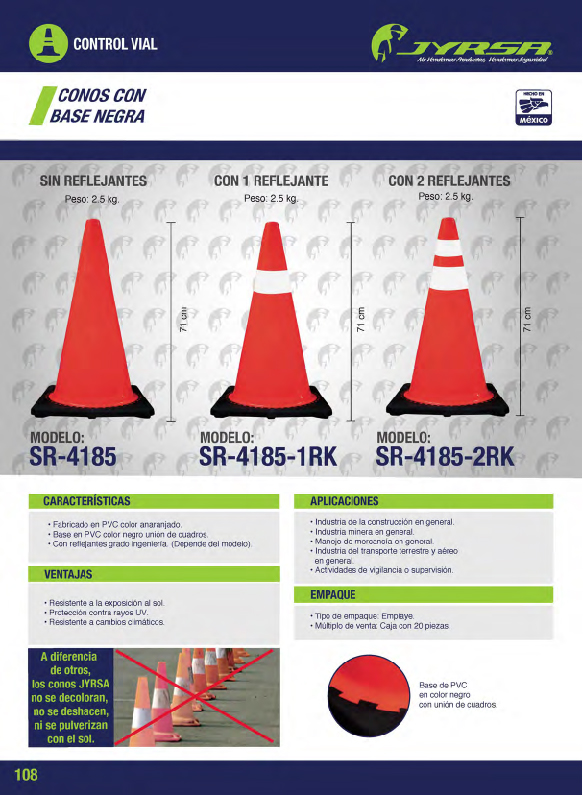 CONTROL VIAL
JYRSA®
No Vendemos Productos, Vendemos Seguridad
CONOS CON
BASE NEGRA
HECHO EN
MÉXICO
SIN REFLEJANTES
Peso: 2.5 kg.
71 cm
MODELO:
SR-4185
CON 1 REFLEJANTE
Peso: 2.5 kg.
71 cm
MODELO:
SR-4185-1RK
CON 2 REFLEJANTES
Peso: 2.5 kg.
71 cm
MODELO:
SR-4185-2RK
CARACTERÍSTICAS
• Fabricado en PVC color anaranjado.
• Base en PVC color negro unión de cuadros.
• Con reflejantes grado ingeniería. (Depende del modelo).
VENTAJAS
• Resistente a la exposición al sol.
• Protección contra rayos UV.
• Resistente a cambios climáticos.
APLICACIONES
• Industria de la construcción en general.
• Industria minera en general.
• Manejo de mercancía en general.
• Industria del transporte terrestre y aéreo
en general.
• Actividades de vigilancia o supervisión.
EMPAQUE
• Tipo de empaque: Emplaye.
• Múltiplo de venta: Caja con 20 piezas
A diferencia
de otros,
los conos JYRSA
no se decoloran,
no se deshacen,
ni se pulverizan
con el sol.
Base de PVC
en color negro
con unión de cuadros
108